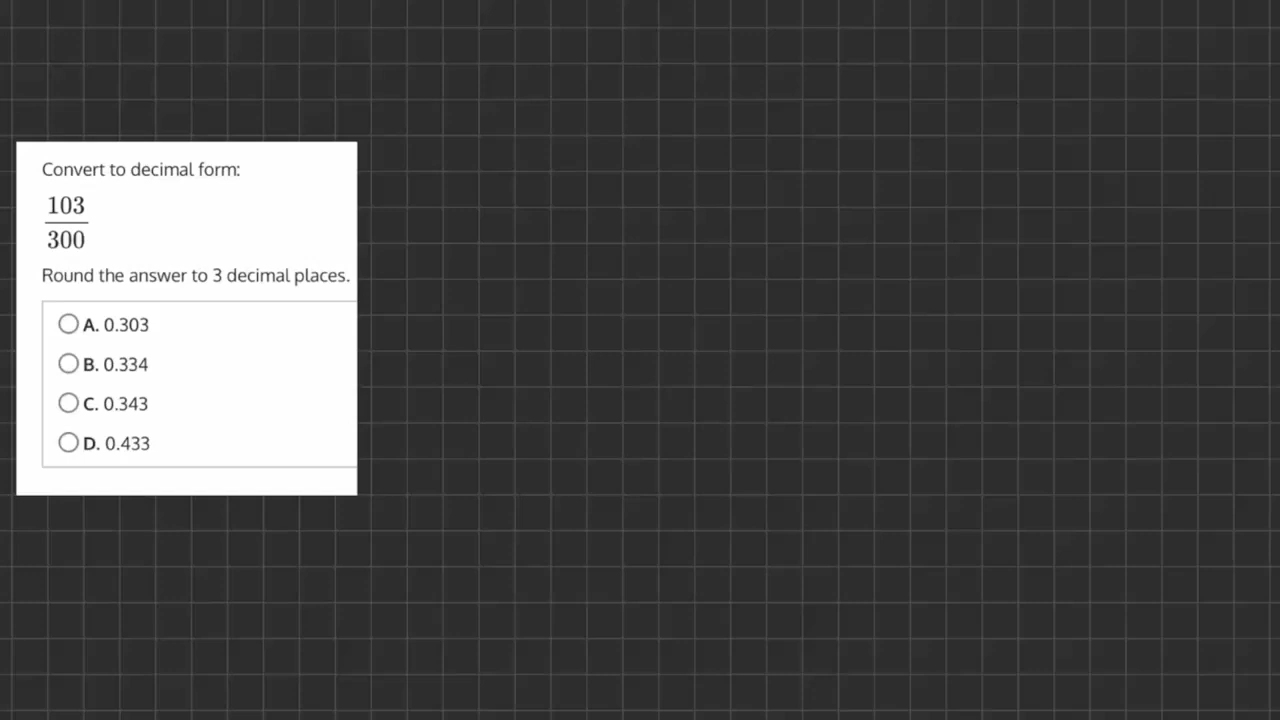 Convert to decimal form:
103
300
Round the answer to 3 decimal places.
A. 0.303
B. 0.334
C. 0.343
D. 0.433